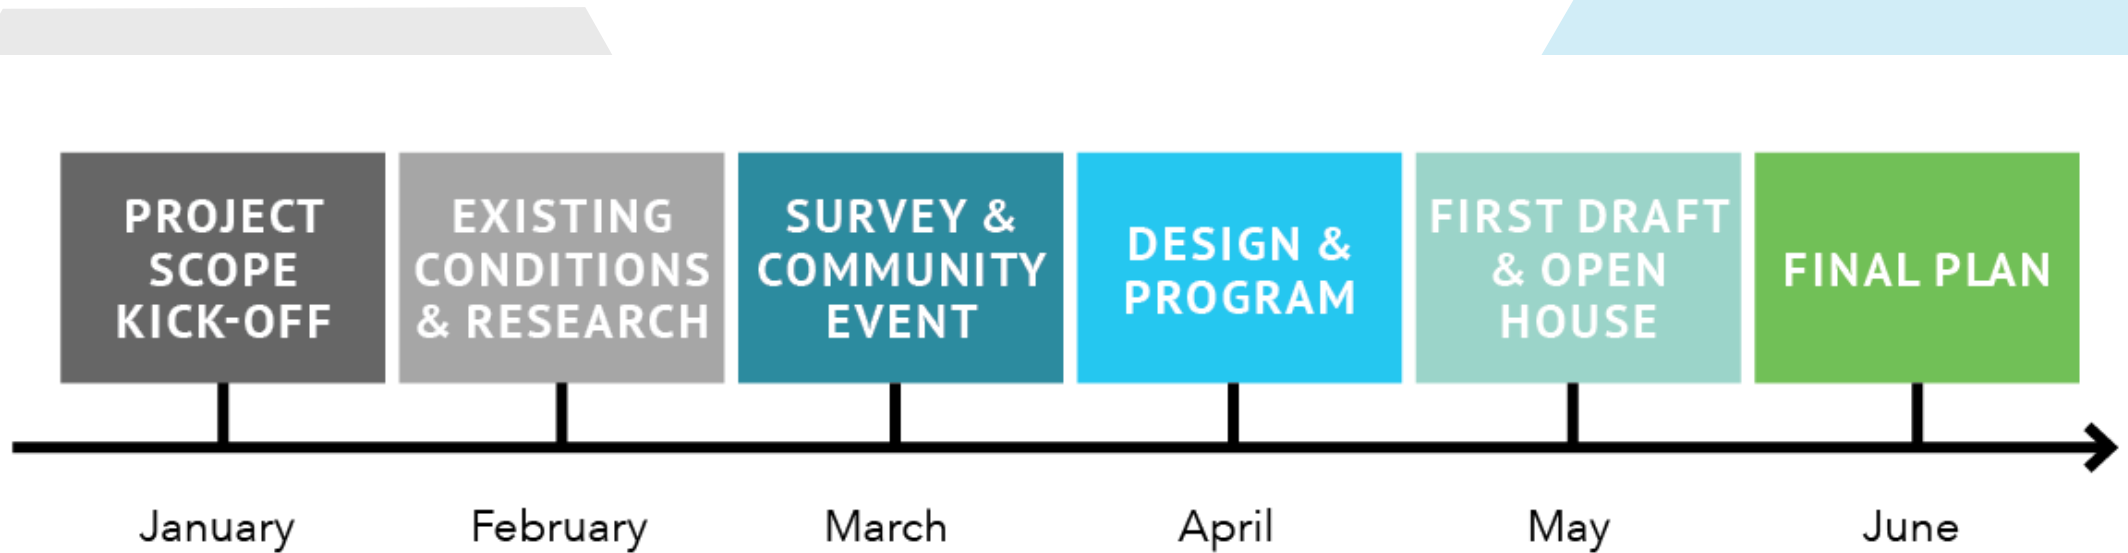 PROJECT
SCOPE
KICK-OFF
EXISTING
CONDITIONS
& RESEARCH
SURVEY &
COMMUNITY
EVENT
DESIGN &
PROGRAM
FIRST DRAFT
& OPEN
HOUSE
FINAL PLAN
January
February
March
April
May
June